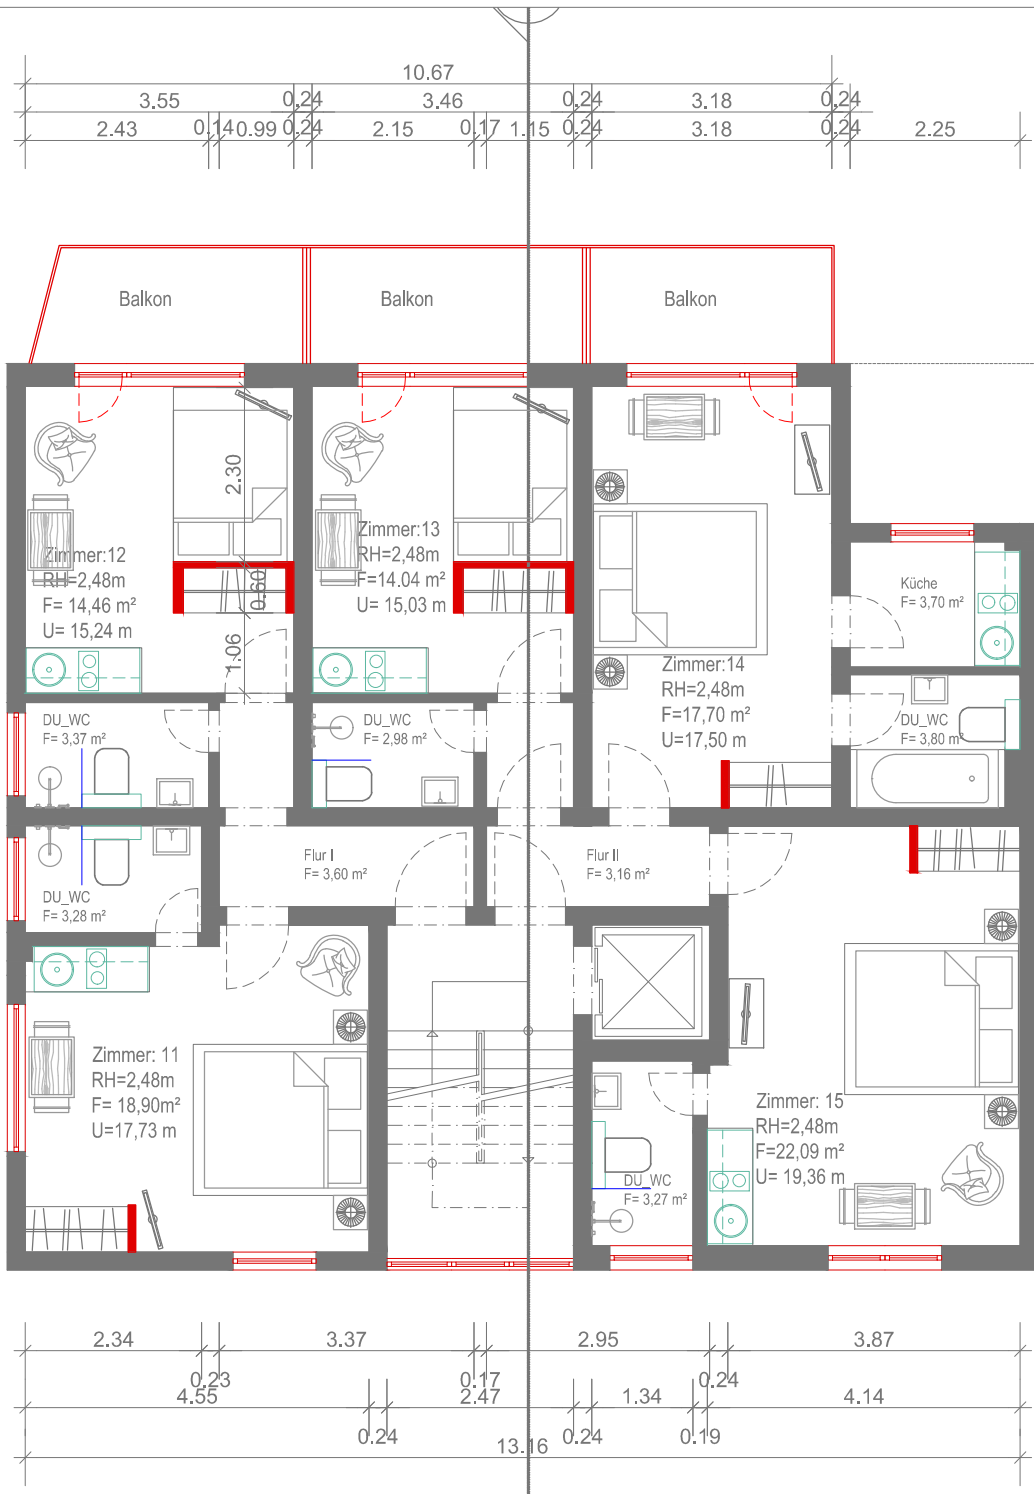 10.67
3.55 0.24 3.46 0.24 3.18 0.24
2.43 0.14 0.99 0.24 2.15 0.17 1.15 0.24 3.18 0.24 2.25
Balkon
Balkon
Balkon
2.30
0.60
1.06
Zimmer:12
RH=2,48m
F= 14,46 m²
U= 15,24 m
Zimmer:13
RH=2,48m
F=14.04 m²
U= 15,03 m
Küche
F= 3,70 m²
Zimmer:14
RH=2,48m
F=17,70 m²
U=17,50 m
DU_WC
F= 3,37 m²
DU_WC
F= 2,98 m²
DU_WC
F= 3,80 m²
Flur I
F= 3,60 m²
Flur II
F= 3,16 m²
DU_WC
F= 3,28 m²
Zimmer: 11
RH=2,48m
F= 18,90m²
U=17,73 m
Zimmer: 15
RH=2,48m
F=22,09 m²
U= 19,36 m
DU_WC
F= 3,27 m²
2.34 3.37 2.95 3.87
0.23 0.17 0.24
4.55 2.47 1.34 4.14
0.24 0.24 0.19
13.16